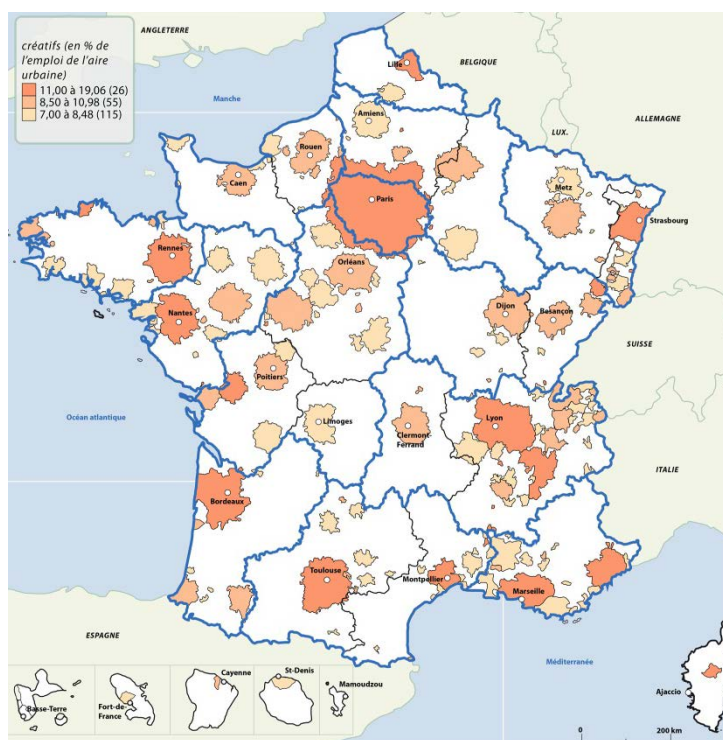 créatifs (en % de
l'emploi de l'aire
urbaine)
11,00 à 19,06 (26)
8,50 à 10,98 (55)
7,00 à 8,48 (115)
ANGLETERRE
Manche
BELGIQUE
LUX.
ALLEMAGNE
SUISSE
ITALIE
ESPAGNE
Océan atlantique
Méditerranée
Lille
Amiens
Rouen
Caen
Paris
Metz
Strasbourg
Rennes
Orléans
Nantes
Dijon
Besançon
Poitiers
Limoges
Clermont-
Ferrand
Lyon
Bordeaux
Toulouse
Montpellier
Marseille
Ajaccio
Basse-Terre
Fort-de-
France
Cayenne
St-Denis
Mamoudzou
0 200 km